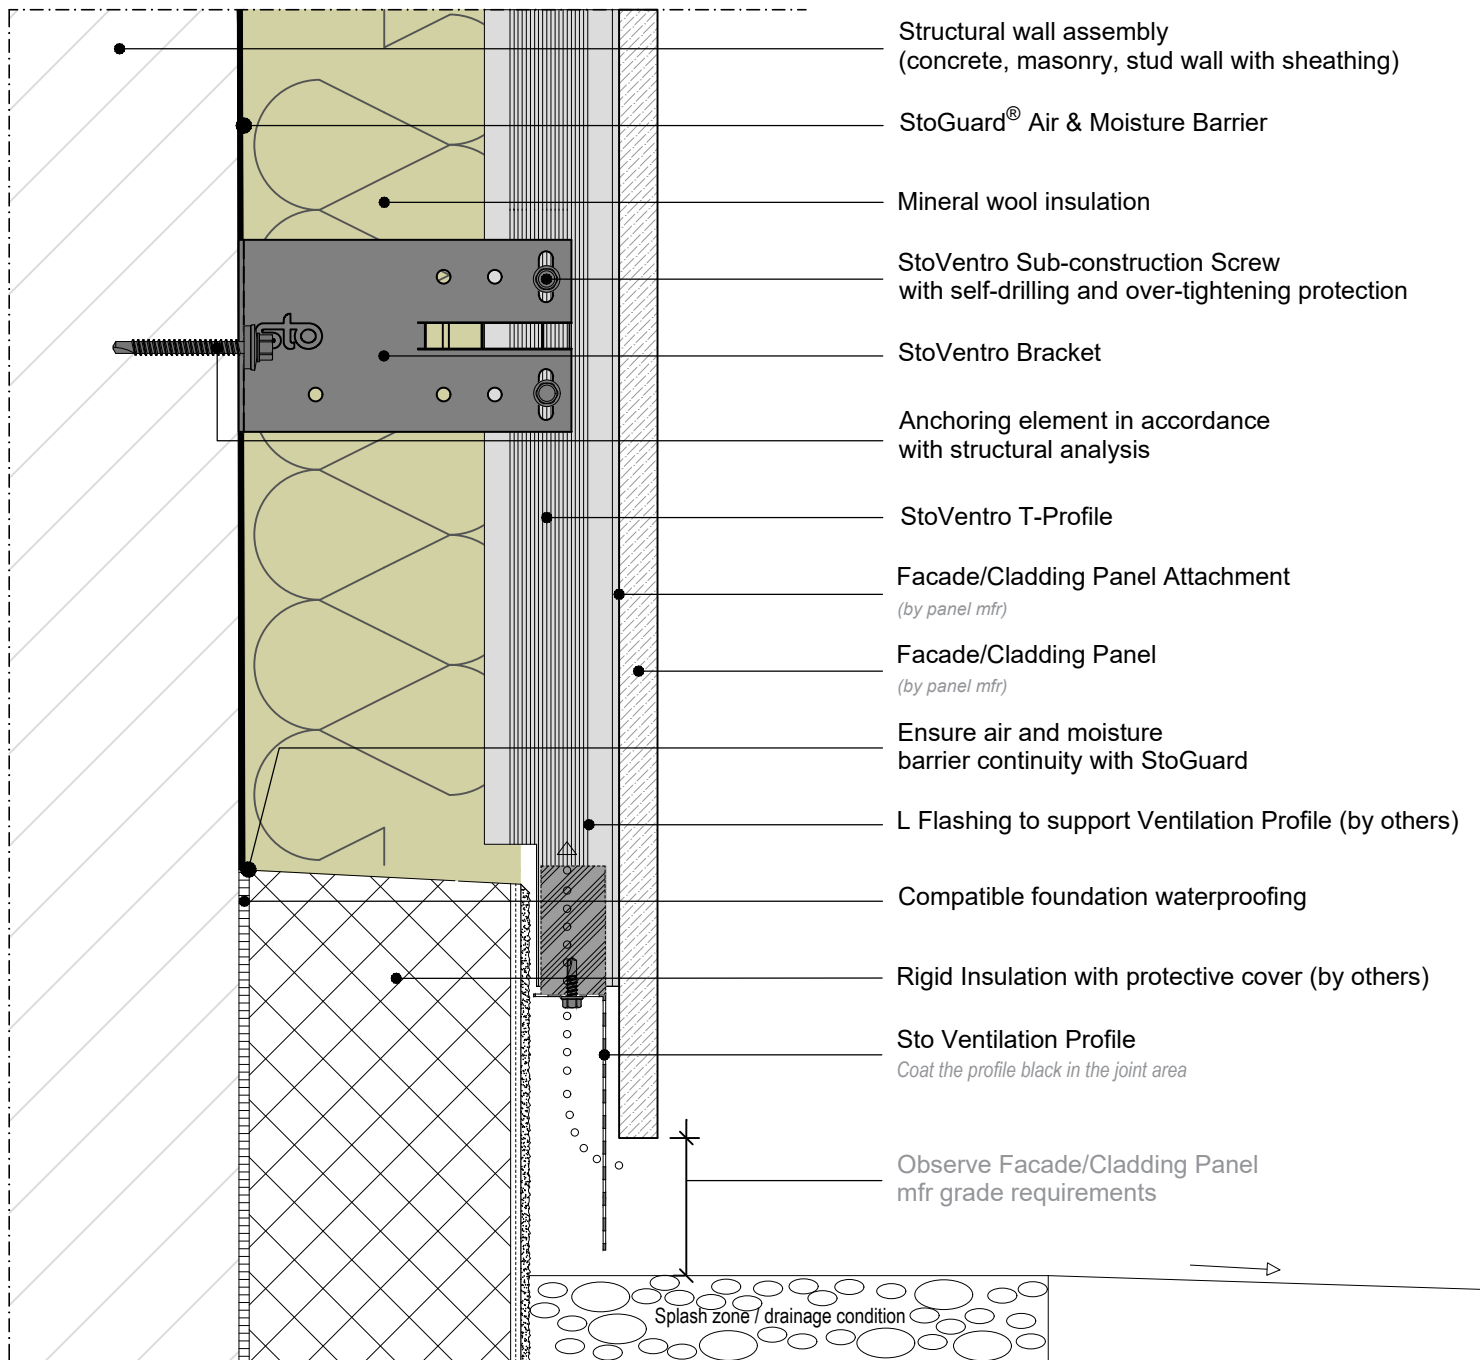 Structural wall assembly
(concrete, masonry, stud wall with sheathing)
StoGuard® Air & Moisture Barrier
Mineral wool insulation
StoVentro Sub-construction Screw
with self-drilling and over-tightening protection
sto
StoVentro Bracket
Anchoring element in accordance
with structural analysis
StoVentro T-Profile
Facade/Cladding Panel Attachment
(by panel mfr)
Facade/Cladding Panel
(by panel mfr)
Ensure air and moisture
barrier continuity with StoGuard
L Flashing to support Ventilation Profile (by others)
Compatible foundation waterproofing
Rigid Insulation with protective cover (by others)
Sto Ventilation Profile
Coat the profile black in the joint area
Observe Facade/Cladding Panel
mfr grade requirements
Splash zone / drainage condition